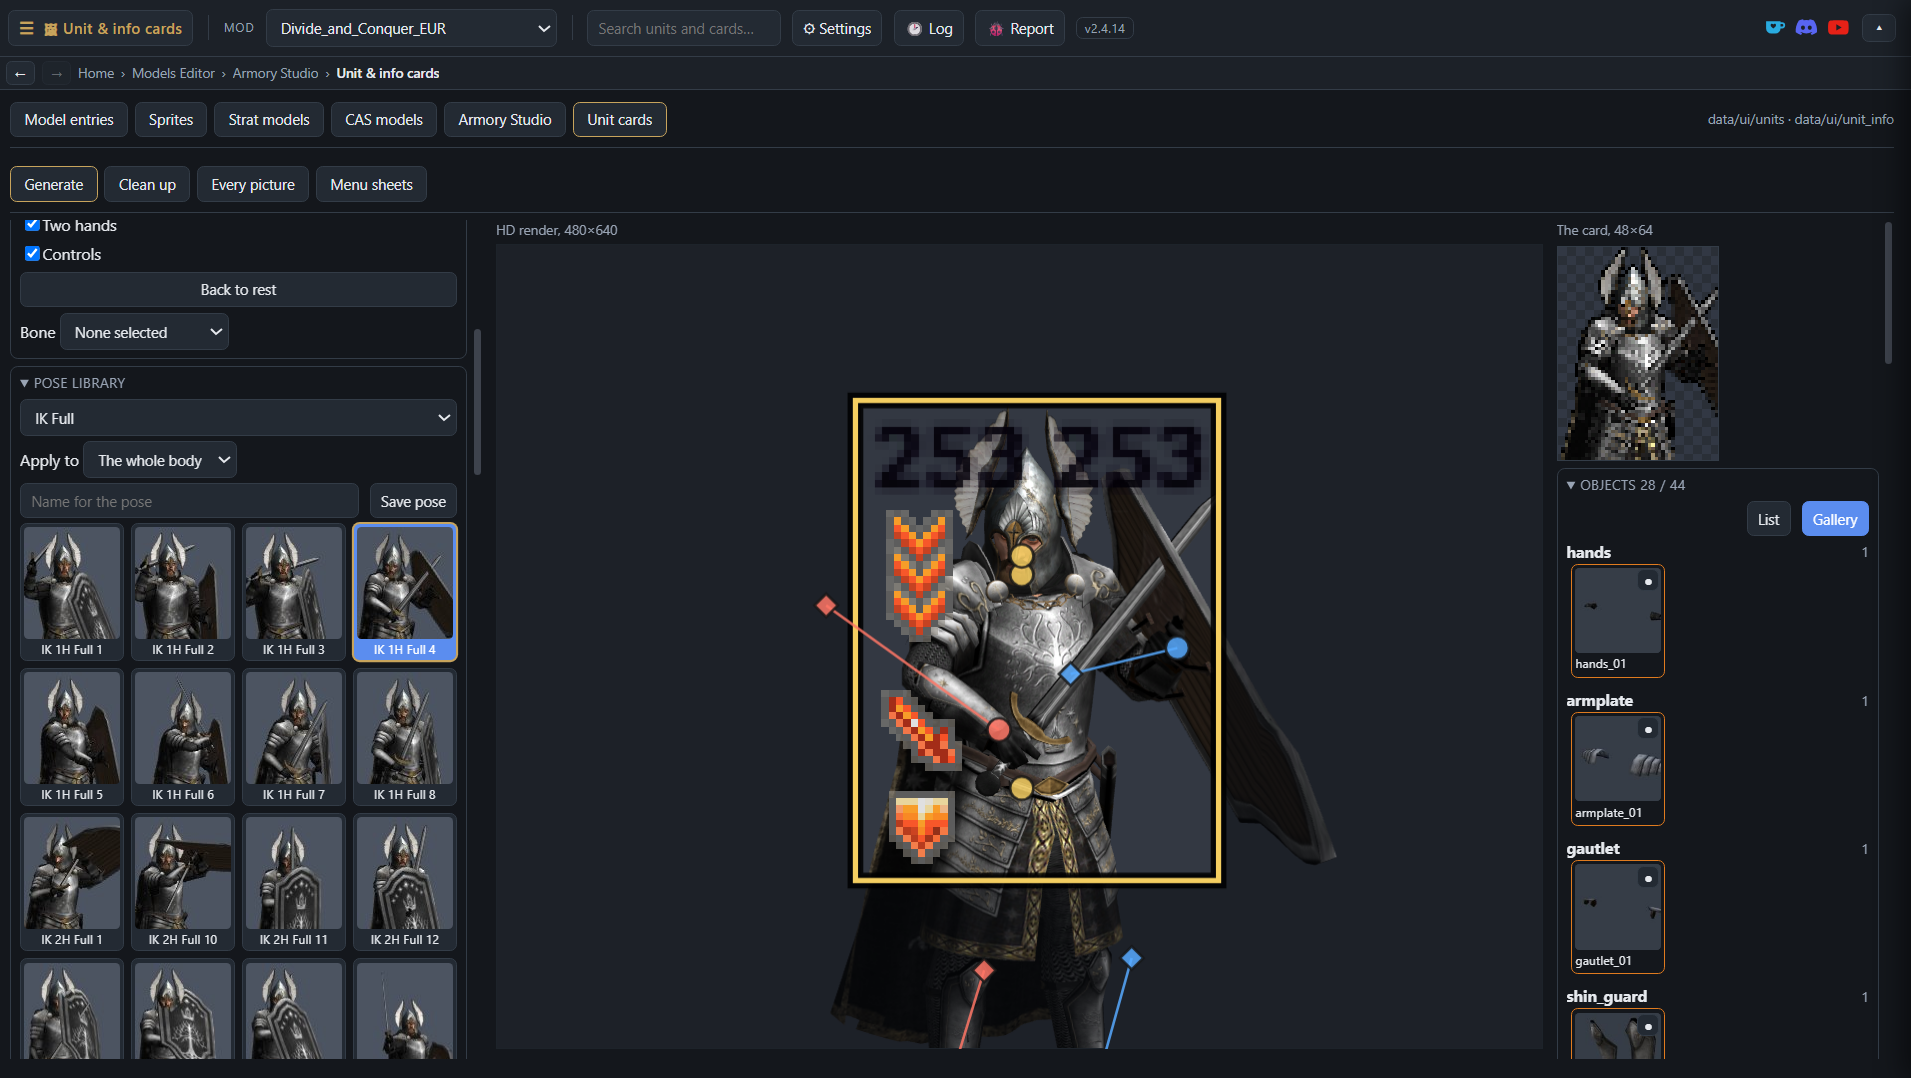 ☰ Unit & info cards
MOD
Divide_and_Conquer_EUR
Search units and cards...
Settings
Log
Report
v2.4.14
← → Home › Models Editor › Armory Studio › Unit & info cards
Model entries
Sprites
Strat models
CAS models
Armory Studio
Unit cards
data/ui/units · data/ui/unit_info
Generate
Clean up
Every picture
Menu sheets
Two hands
Controls
Back to rest
Bone
None selected
▼ POSE LIBRARY
IK Full
Apply to
The whole body
Name for the pose
Save pose
IK 1H Full 1
IK 1H Full 2
IK 1H Full 3
IK 1H Full 4
IK 1H Full 5
IK 1H Full 6
IK 1H Full 7
IK 1H Full 8
IK 2H Full 1
IK 2H Full 10
IK 2H Full 11
IK 2H Full 12
HD render, 480×640
253 253
The card, 48×64
▼ OBJECTS 28 / 44
List
Gallery
hands 1
hands_01
armplate 1
armplate_01
gautlet 1
gautlet_01
shin_guard 1